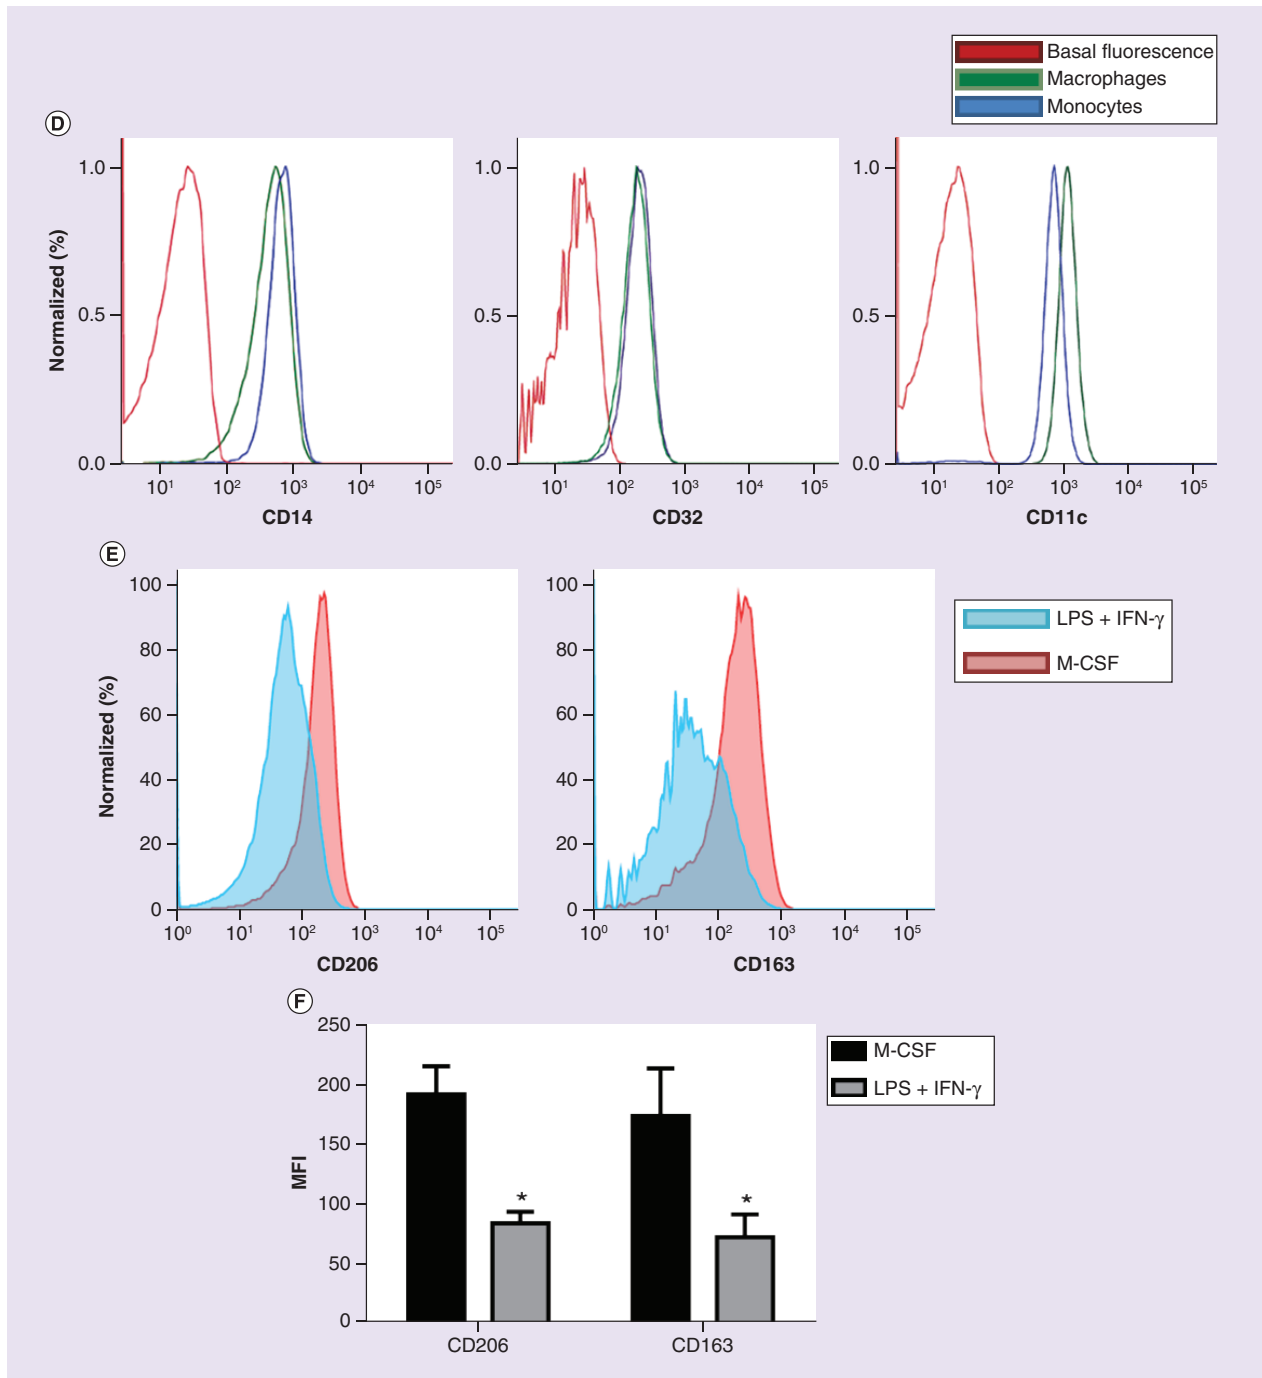 Basal fluorescence
Macrophages
Monocytes
D
Normalized (%)
1.0
0.5
0.0
10¹ 10² 10³ 10⁴ 10⁵
CD14
1.0
0.5
0.0
10¹ 10² 10³ 10⁴ 10⁵
CD32
1.0
0.5
0.0
10¹ 10² 10³ 10⁴ 10⁵
CD11c
E
Normalized (%)
100
80
60
40
20
0
10⁰ 10¹ 10² 10³ 10⁴ 10⁵
CD206
100
80
60
40
20
0
10⁰ 10¹ 10² 10³ 10⁴ 10⁵
CD163
LPS + IFN-γ
M-CSF
F
MFI
250
200
150
100
50
0
*
*
CD206 CD163
M-CSF
LPS + IFN-γ